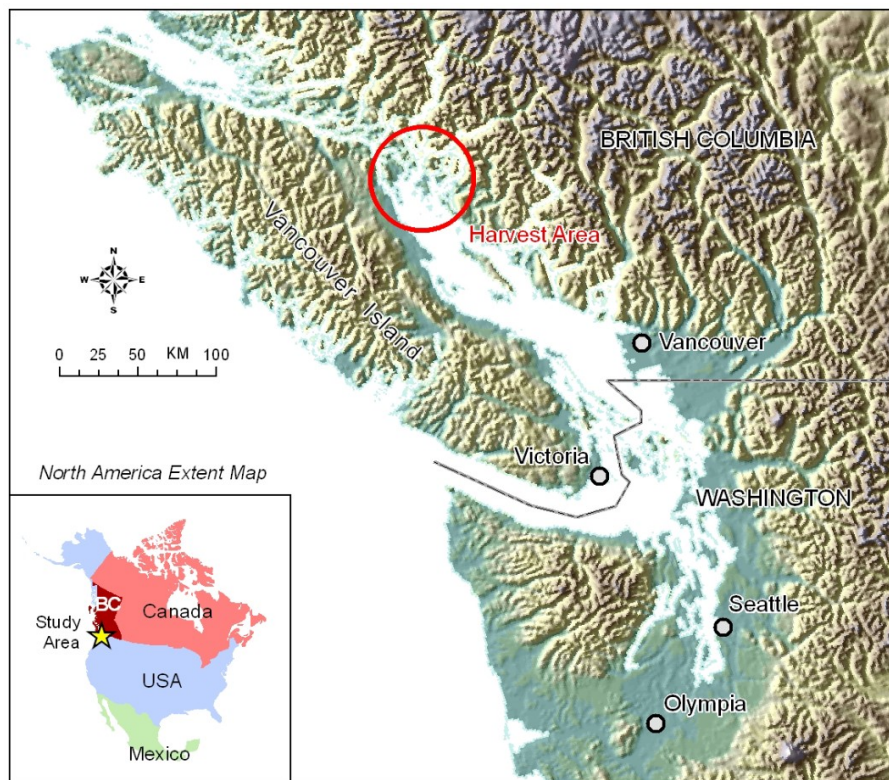 BRITISH COLUMBIA
Harvest Area
Vancouver Island
N
W E
S
0 25 50 KM 100
Vancouver
Victoria
WASHINGTON
North America Extent Map
Seattle
Olympia
BC
Canada
Study
Area
USA
Mexico